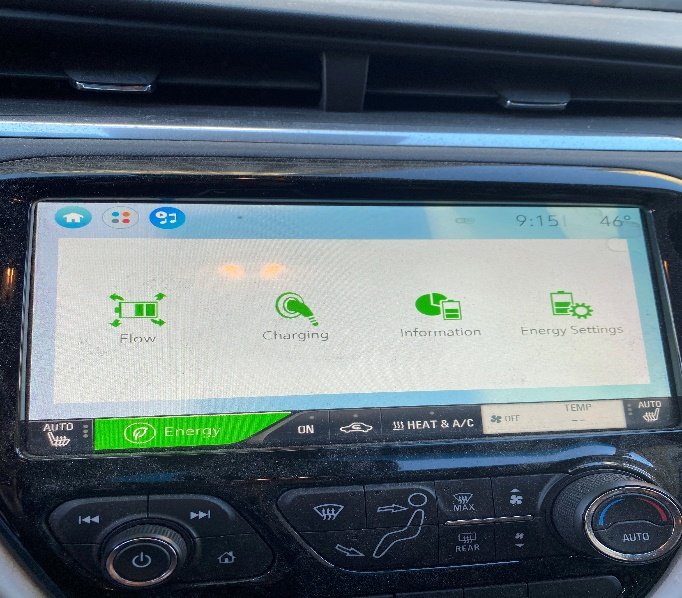 9:15 46°
Flow Charging Information Energy Settings
AUTO Energy ON HEAT & A/C OFF TEMP AUTO
-- 
MAX
REAR
AUTO